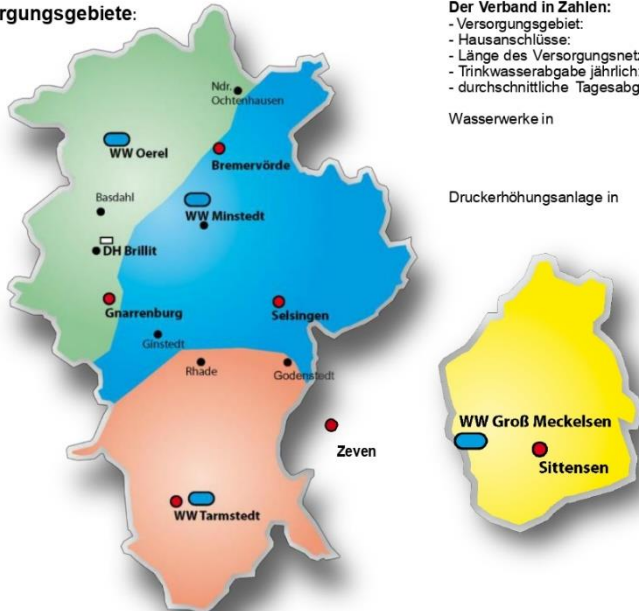 rgungsgebiete:
Der Verband in Zahlen:
- Versorgungsgebiet:
- Hausanschlüsse:
- Länge des Versorgungsnetz
- Trinkwasserabgabe jährlich:
- durchschnittliche Tagesabg
Wasserwerke in
Druckerhöhungsanlage in
Ndr.
Ochtenhausen
WW Oerel
Bremervörde
Basdahl
WW Minstedt
DH Brillit
Gnarrenburg
Selsingen
Ginstedt
Rhade
Godenstedt
Zeven
WW Tarmstedt
WW Groß Meckelsen
Sittensen